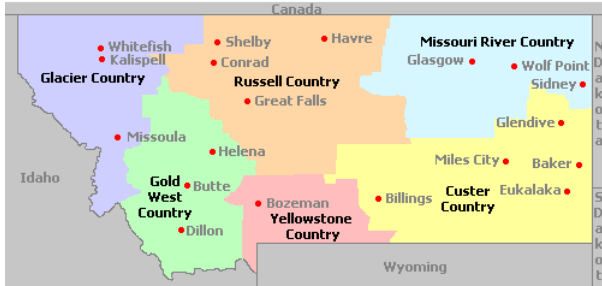 Canada
Whitefish
Kalispell
Glacier Country
Shelby
Havre
Conrad
Russell Country
Great Falls
Missouri River Country
Glasgow
Wolf Point
Sidney
N
D
a
k
o
t
a
Glendive
Missoula
Helena
Miles City
Baker
Idaho
Gold
West
Country
Butte
Dillon
Bozeman
Yellowstone
Country
Billings
Custer
Country
Eukalaka
S
D
a
k
o
t
Wyoming